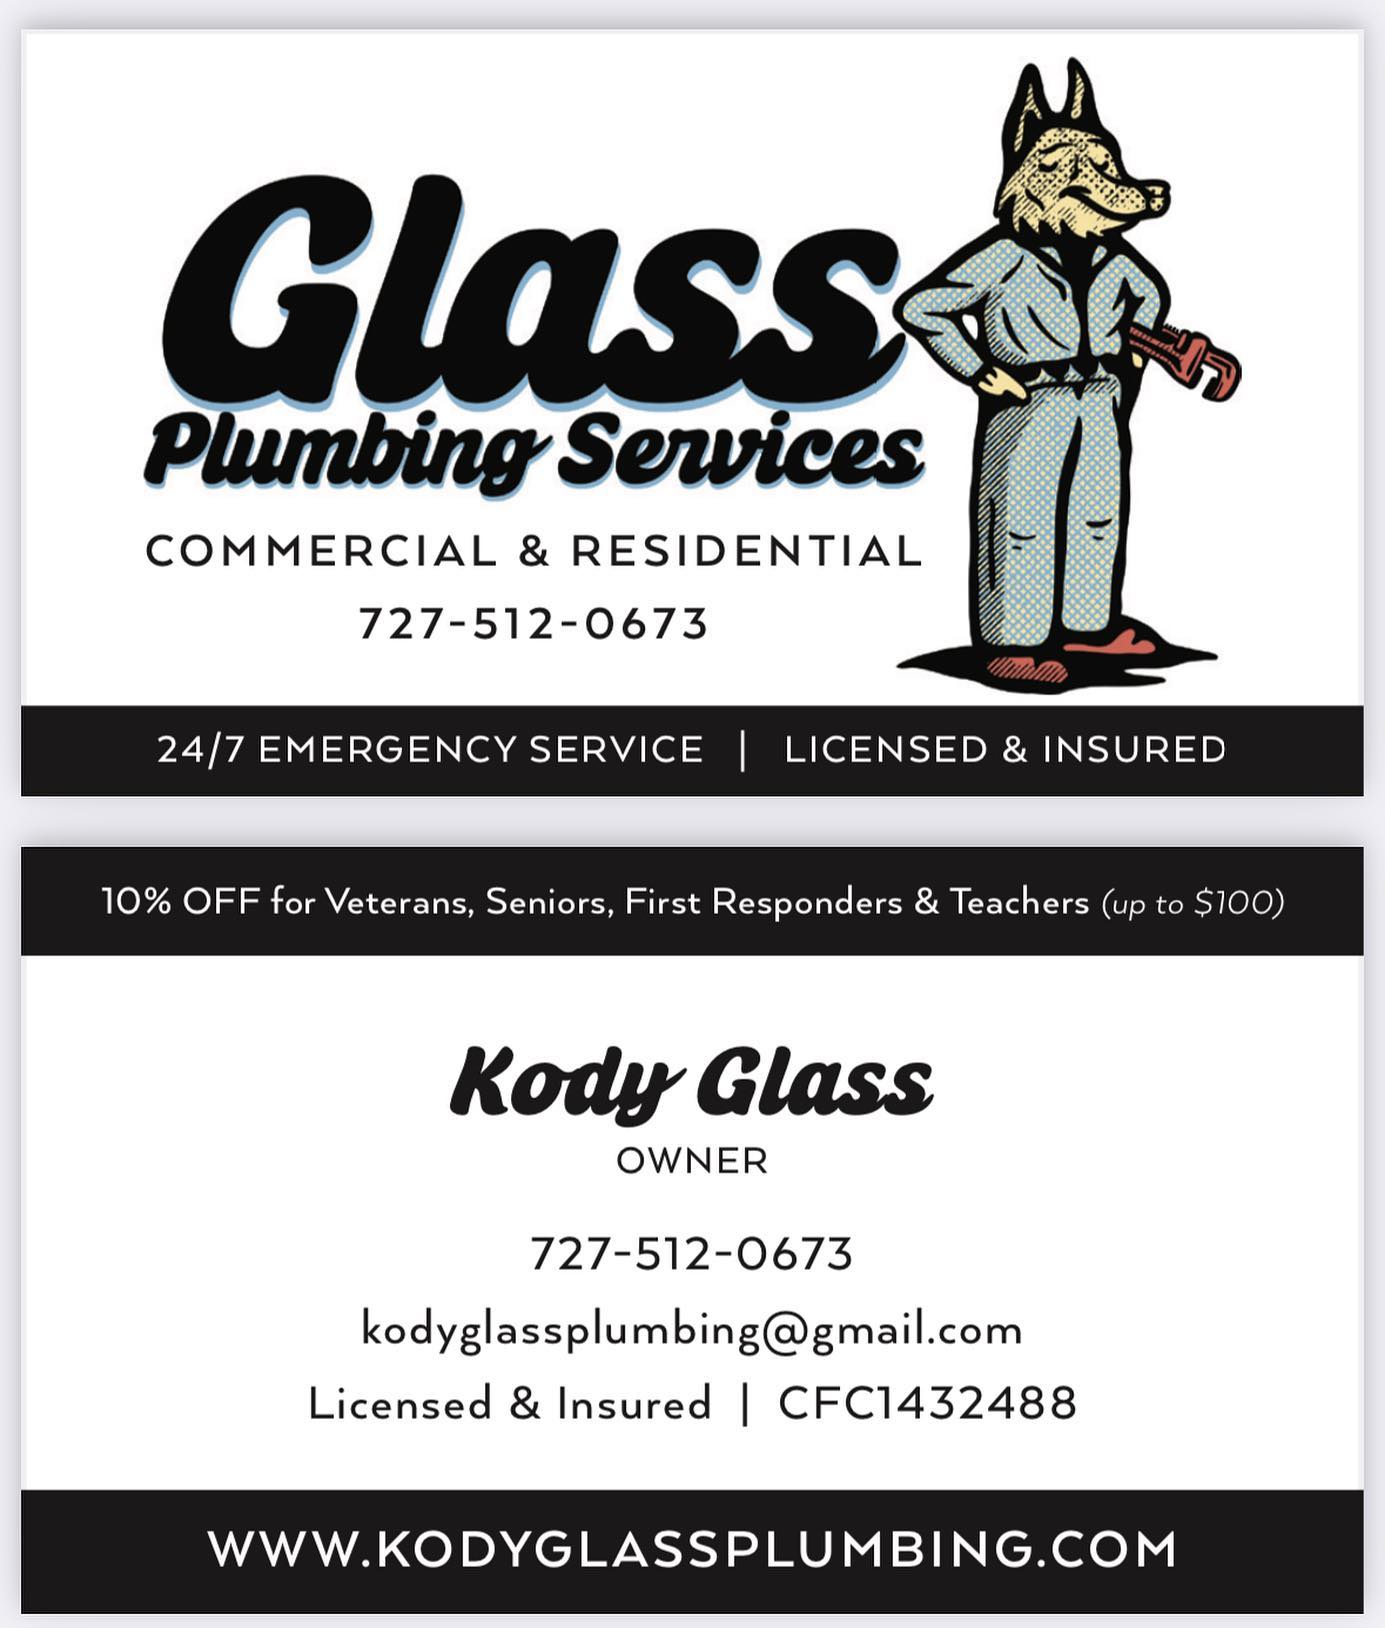 Glass
Plumbing Services
COMMERCIAL & RESIDENTIAL
727-512-0673
24/7 EMERGENCY SERVICE | LICENSED & INSURED
10% OFF for Veterans, Seniors, First Responders & Teachers (up to $100)
Kody Glass
OWNER
727-512-0673
kodyglassplumbing@gmail.com
Licensed & Insured | CFC1432488
WWW.KODYGLASSPLUMBING.COM